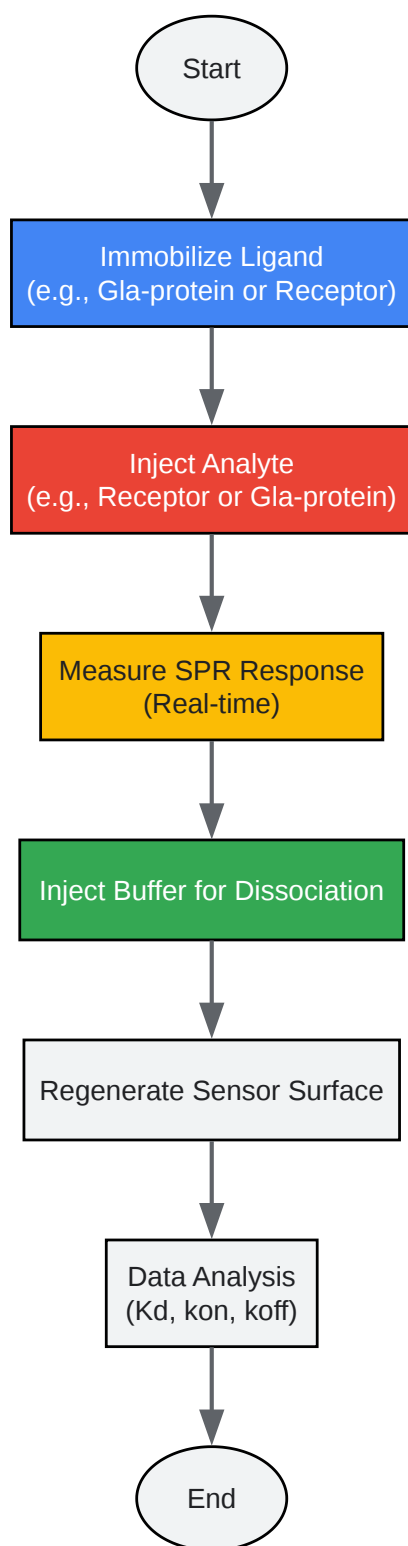 Start
Immobilize Ligand
(e.g., Gla-protein or Receptor)
Inject Analyte
(e.g., Receptor or Gla-protein)
Measure SPR Response
(Real-time)
Inject Buffer for Dissociation
Regenerate Sensor Surface
Data Analysis
(Kd, kon, koff)
End